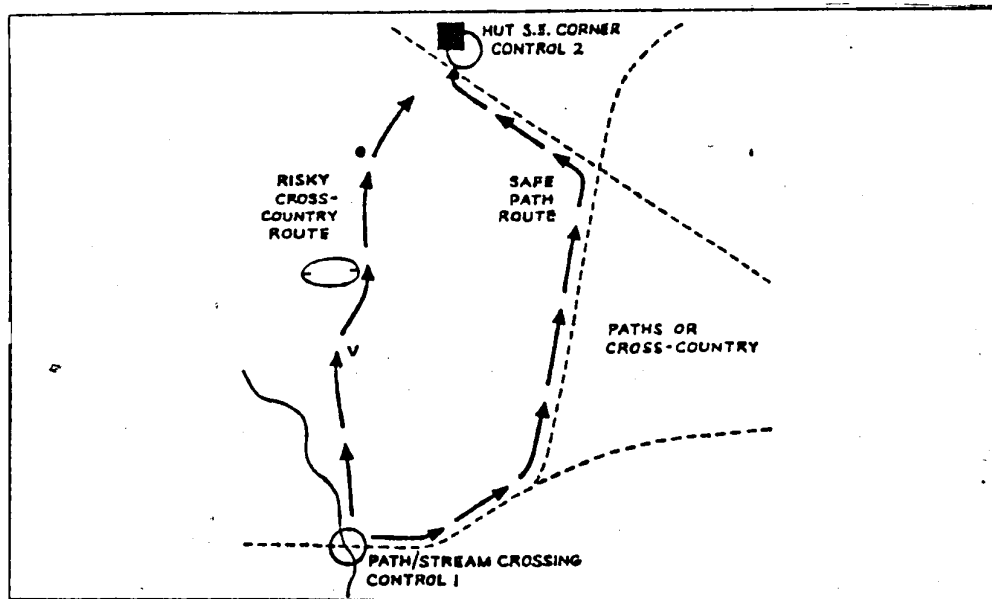 HUT S.E. CORNER
CONTROL 2
RISKY
CROSS-
COUNTRY
ROUTE
SAFE
PATH
ROUTE
V
PATHS OR
CROSS-COUNTRY
PATH/STREAM CROSSING
CONTROL 1